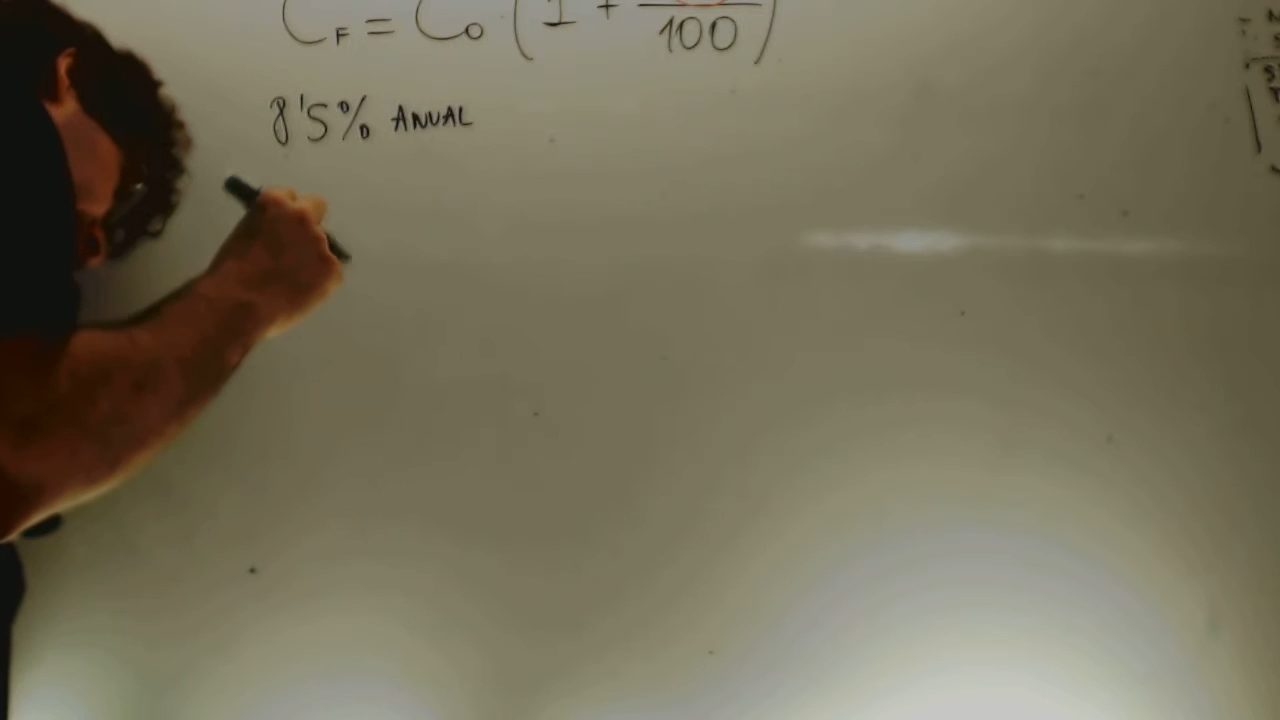 C_F = C_0 (1 + ―/100)
8'5% ANUAL